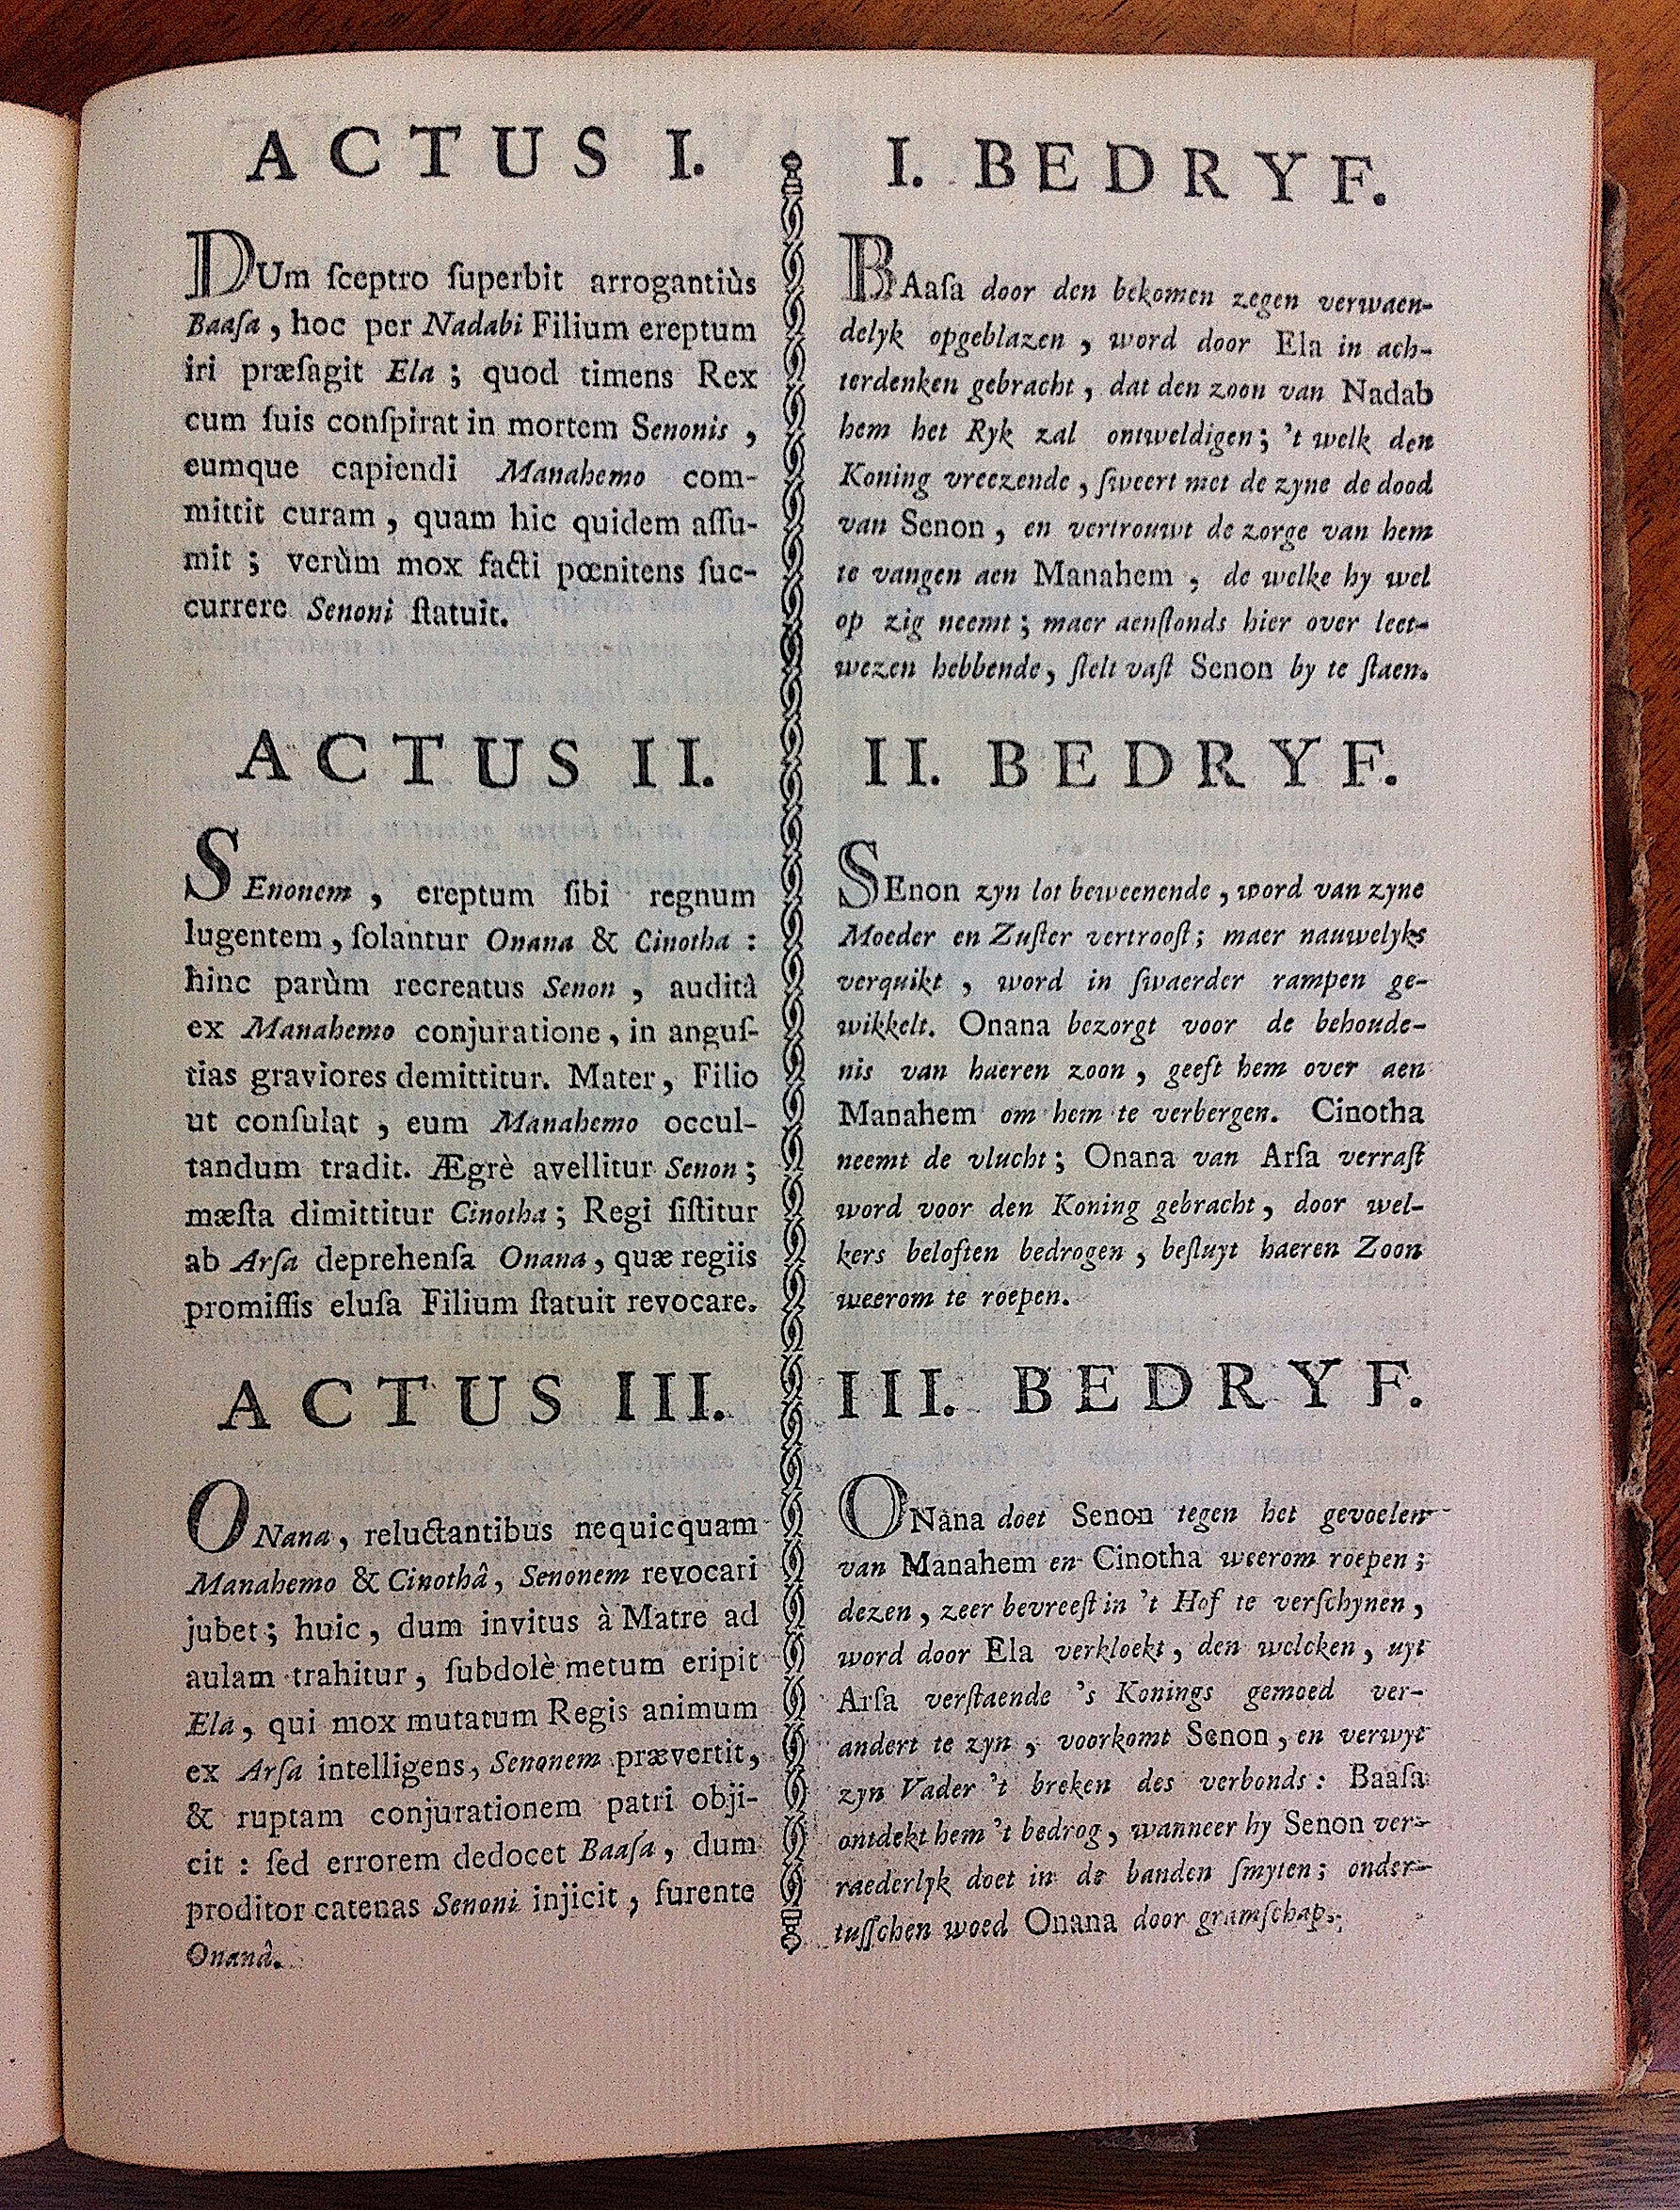 ACTUS I.
DUm ſceptro ſuperbit arrogantiùs
Baaſa, hoc per Nadabi Filium ereptum
iri præſagit Ela; quod timens Rex
cum ſuis conſpirat in mortem Senonis,
eumque capiendi Manahemo com-
mittit curam, quam hic quidem aſſu-
mit; verùm mox facti pœnitens ſuc-
currere Senoni ſtatuit.
ACTUS II.
SEnonem, ereptum ſibi regnum
lugentem, ſolantur Onana & Cinotha:
hinc parùm recreatus Senon, auditâ
ex Manahemo conjuratione, in anguſ-
tias graviores demittitur. Mater, Filio
ut conſulat, eum Manahemo occul-
tandum tradit. Ægrè avellitur Senon;
mæſta dimittitur Cinotha; Regi ſiſtitur
ab Arſa deprehenſa Onana, quæ regiis
promiſſis eluſa Filium ſtatuit revocare.
ACTUS III.
ONana, reluctantibus nequicquam
Manahemo & Cinothâ, Senonem revocari
jubet; huic, dum invitus à Matre ad
aulam trahitur, ſubdolè metum eripit
Ela, qui mox mutatum Regis animum
ex Arſa intelligens, Senonem prævertit,
& ruptam conjurationem patri obji-
cit: ſed errorem dedocet Baaſa, dum
proditor catenas Senoni injicit, furente
Onanâ.
I. BEDRYF.
BAaſa door den bekomen zegen verwaen-
delyk opgeblazen, word door Ela in ach-
terdenken gebracht, dat den zoon van Nadab
hem het Ryk zal ontweldigen; 't welk den
Koning vreezende, ſweert met de zyne de dood
van Senon, en vertrouwt de zorge van hem
te vangen aen Manahem, de welke hy wel
op zig neemt; maer aenſtonds hier over leet-
wezen hebbende, ſtelt vaſt Senon by te ſtaen.
II. BEDRYF.
SEnon zyn lot beweenende, word van zyne
Moeder en Zuſter vertrooſt; maer nauwelyks
verquikt, word in ſwaerder rampen ge-
wikkelt. Onana bezorgt voor de behoude-
nis van haeren zoon, geeft hem over aen
Manahem om hem te verbergen. Cinotha
neemt de vlucht; Onana van Arſa verraſt
word voor den Koning gebracht, door wel-
kers beloften bedrogen, beſluyt haeren Zoon
weerom te roepen.
III. BEDRYF.
ONana doet Senon tegen het gevoelen
van Manahem en Cinotha weerom roepen;
dezen, zeer bevreeſt in 't Hof te verſchynen,
word door Ela verkloekt, den welcken, uyt
Arſa verſtaende 's Konings gemoed ver-
andert te zyn, voorkomt Senon, en verwyt
zyn Vader 't breken des verbonds: Baaſa
ontdekt hem 't bedrog, wanneer hy Senon ver-
raederlyk doet in de banden ſmyten; onder-
tuſſchen woed Onana door gramſchap.